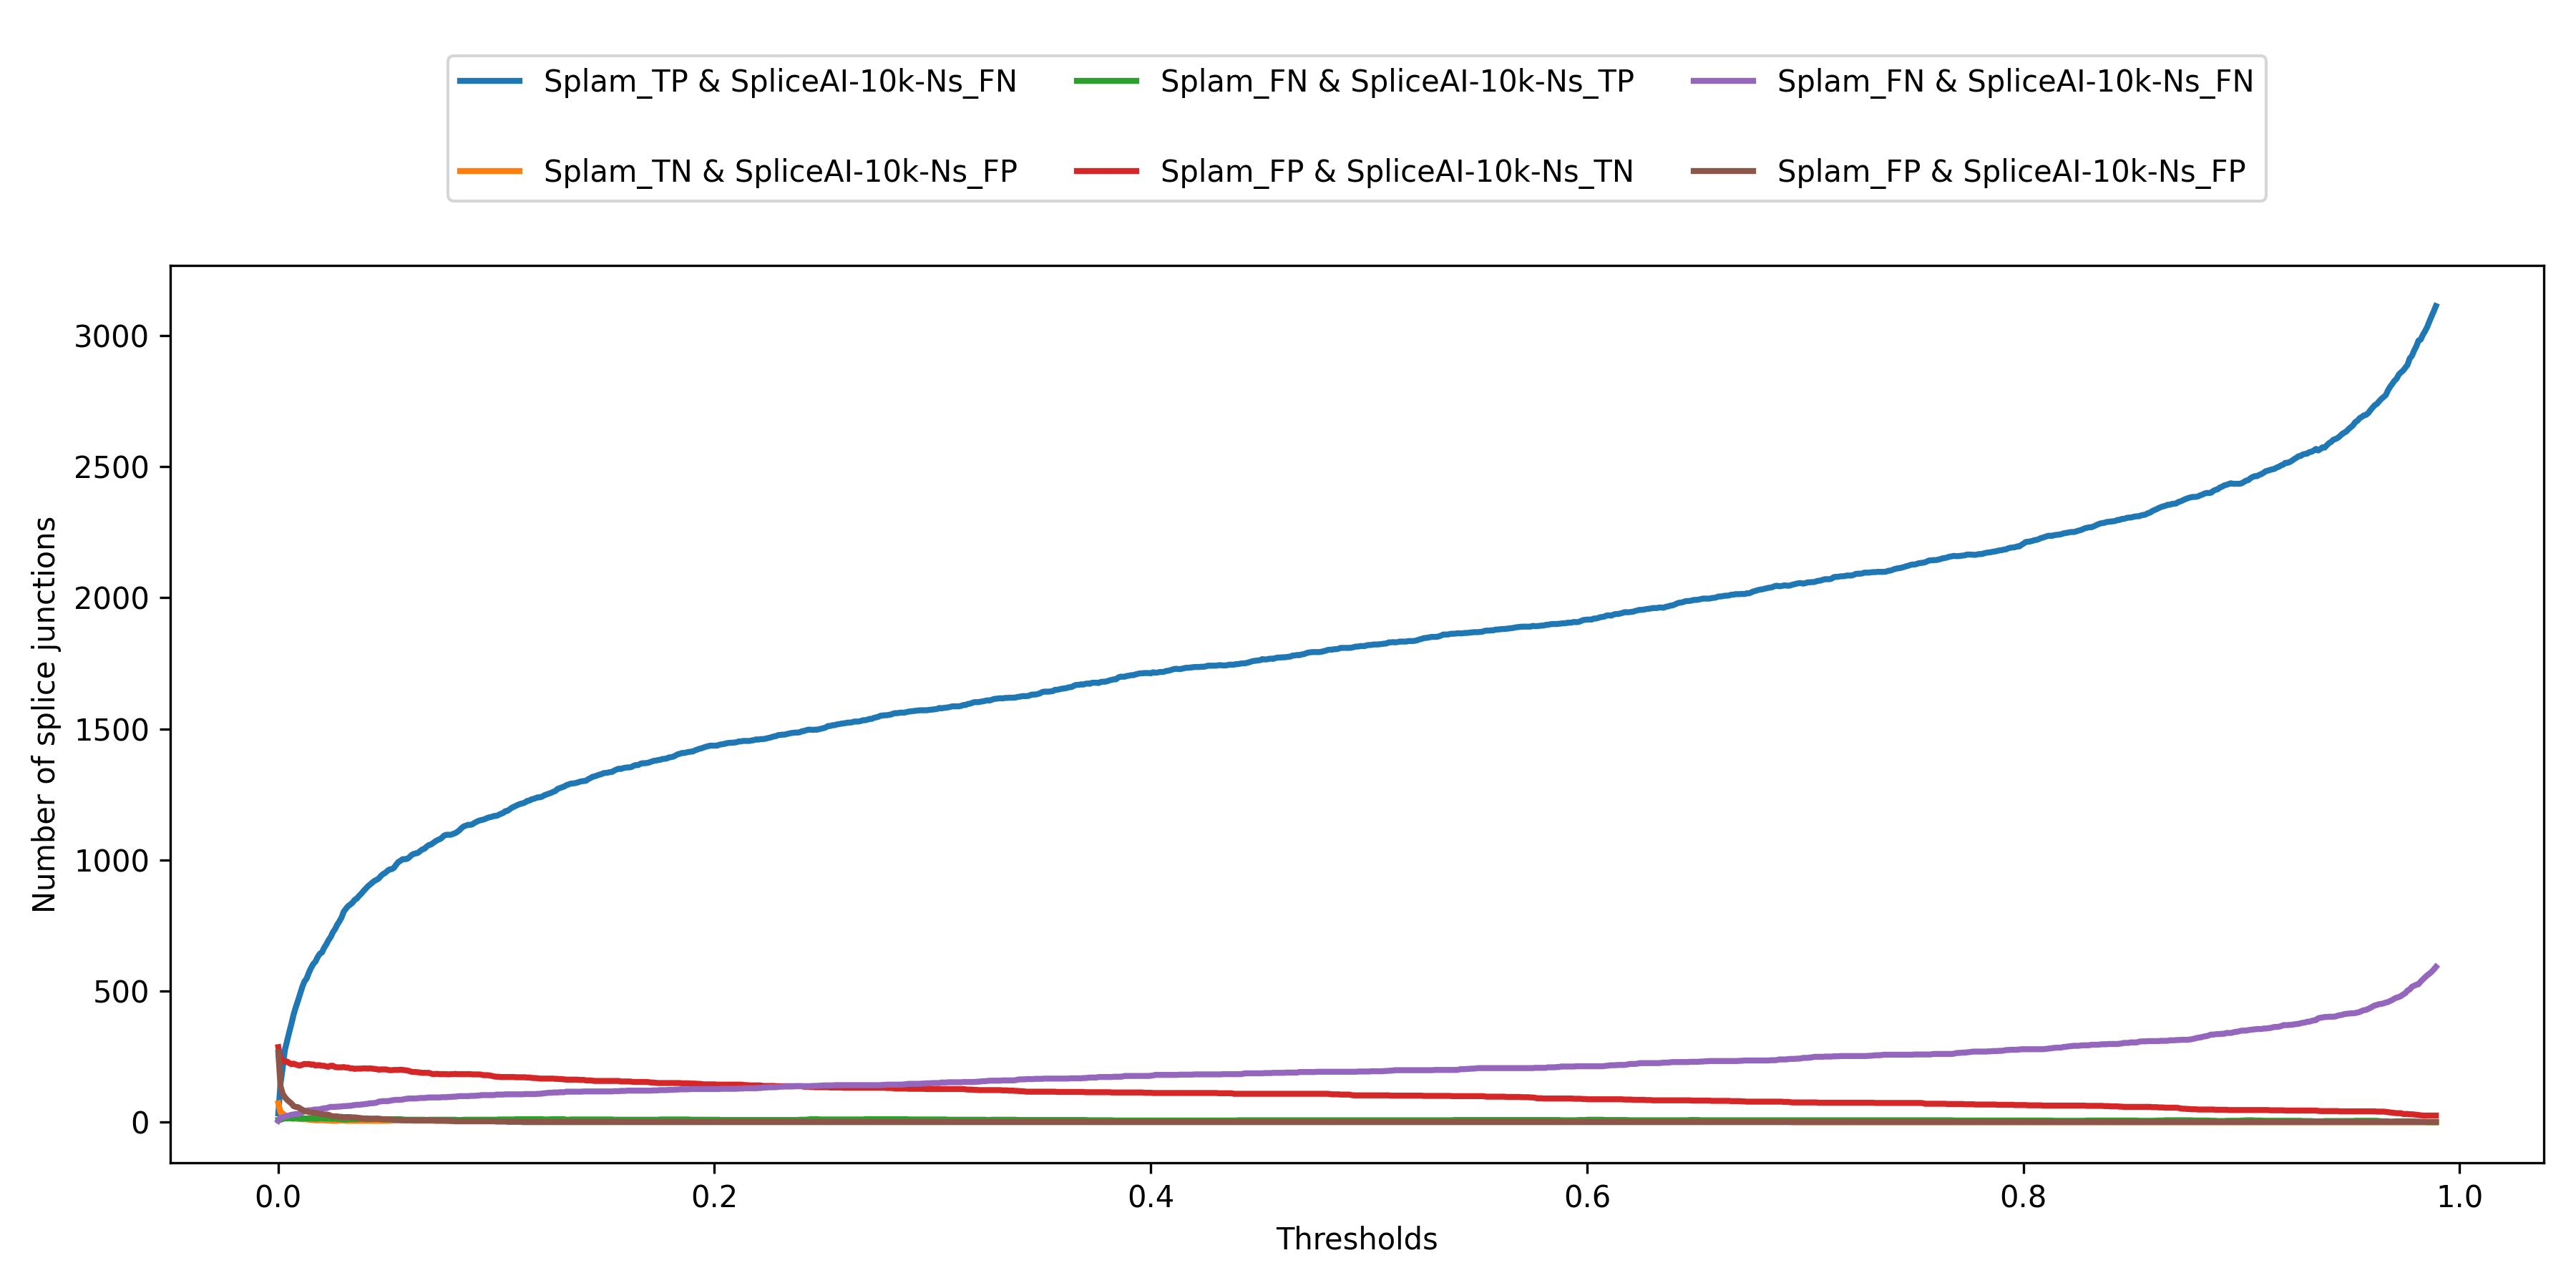 Splam_TP & SpliceAI-10k-Ns_FN
Splam_FN & SpliceAI-10k-Ns_TP
Splam_FN & SpliceAI-10k-Ns_FN
Splam_TN & SpliceAI-10k-Ns_FP
Splam_FP & SpliceAI-10k-Ns_TN
Splam_FP & SpliceAI-10k-Ns_FP
Number of splice junctions
3000
2500
2000
1500
1000
500
0
0.0
0.2
0.4
0.6
0.8
1.0
Thresholds